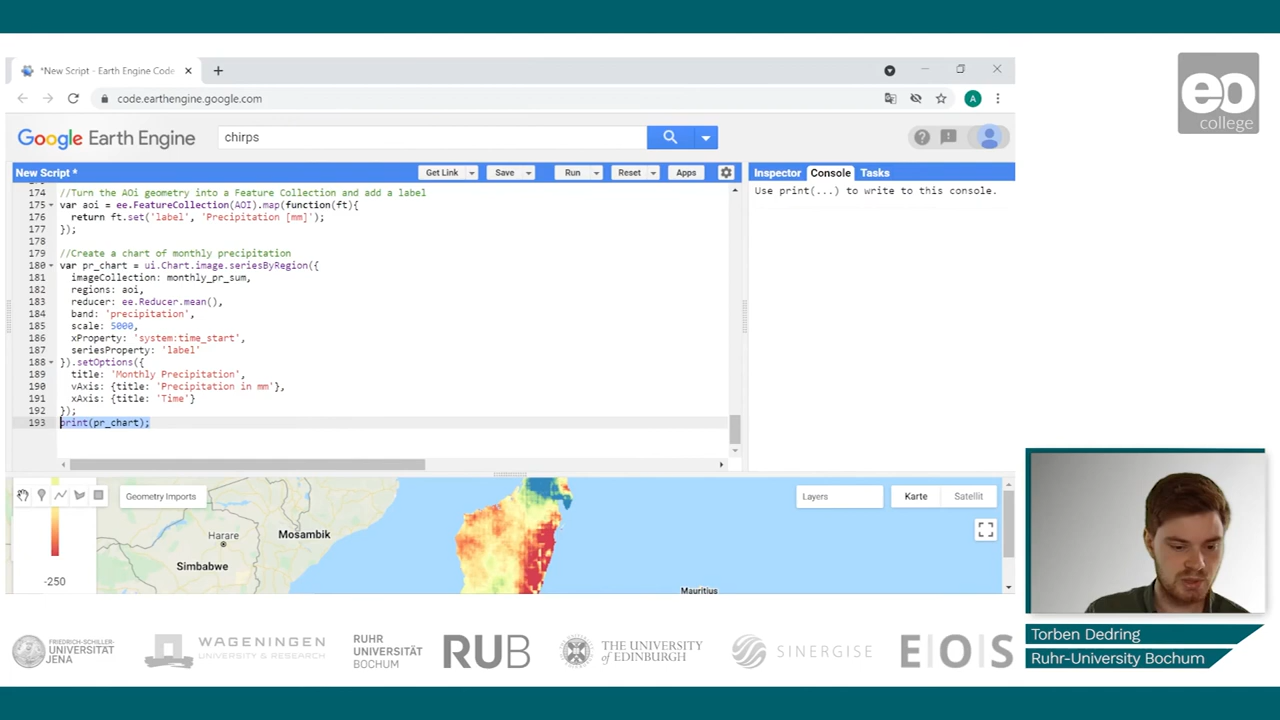 *New Script - Earth Engine Code
code.earthengine.google.com
A
eo
college
Google Earth Engine
chirps
New Script *
Get Link
Save
Run
Reset
Apps
Inspector
Console
Tasks
Use print(...) to write to this console.
174 //Turn the AOi geometry into a Feature Collection and add a label
175 var aoi = ee.FeatureCollection(AOI).map(function(ft){
176 return ft.set('label', 'Precipitation [mm]');
177 });
178
179 //Create a chart of monthly precipitation
180 var pr_chart = ui.Chart.image.seriesByRegion({
181 imageCollection: monthly_pr_sum,
182 regions: aoi,
183 reducer: ee.Reducer.mean(),
184 band: 'precipitation',
185 scale: 5000,
186 xProperty: 'system:time_start',
187 seriesProperty: 'label'
188 }).setOptions({
189 title: 'Monthly Precipitation',
190 vAxis: {title: 'Precipitation in mm'},
191 xAxis: {title: 'Time'}
192 });
193 print(pr_chart);
Geometry Imports
Layers
Karte
Satellit
Harare
Mosambik
Simbabwe
-250
Mauritius
Torben Dedring
Ruhr-University Bochum
FRIEDRICH-SCHILLER-
UNIVERSITÄT
JENA
WAGENINGEN
UNIVERSITY & RESEARCH
RUHR
UNIVERSITÄT
BOCHUM
RUB
THE UNIVERSITY
of EDINBURGH
SINERGISE
E|O|S